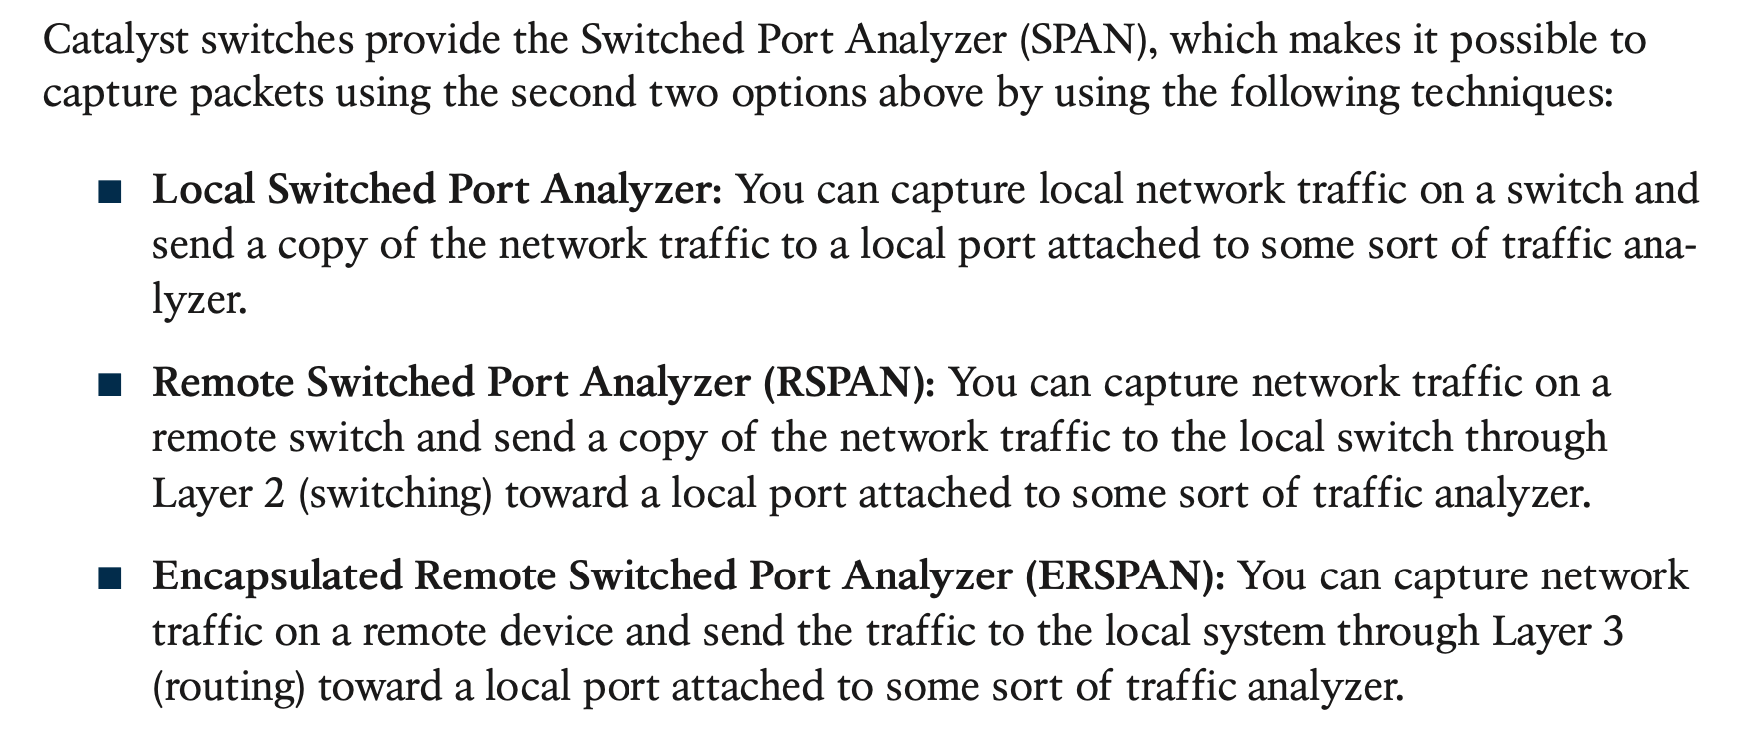 Catalyst switches provide the Switched Port Analyzer (SPAN), which makes it possible to
capture packets using the second two options above by using the following techniques:
■ Local Switched Port Analyzer: You can capture local network traffic on a switch and
send a copy of the network traffic to a local port attached to some sort of traffic ana-
lyzer.
■ Remote Switched Port Analyzer (RSPAN): You can capture network traffic on a
remote switch and send a copy of the network traffic to the local switch through
Layer 2 (switching) toward a local port attached to some sort of traffic analyzer.
■ Encapsulated Remote Switched Port Analyzer (ERSPAN): You can capture network
traffic on a remote device and send the traffic to the local system through Layer 3
(routing) toward a local port attached to some sort of traffic analyzer.